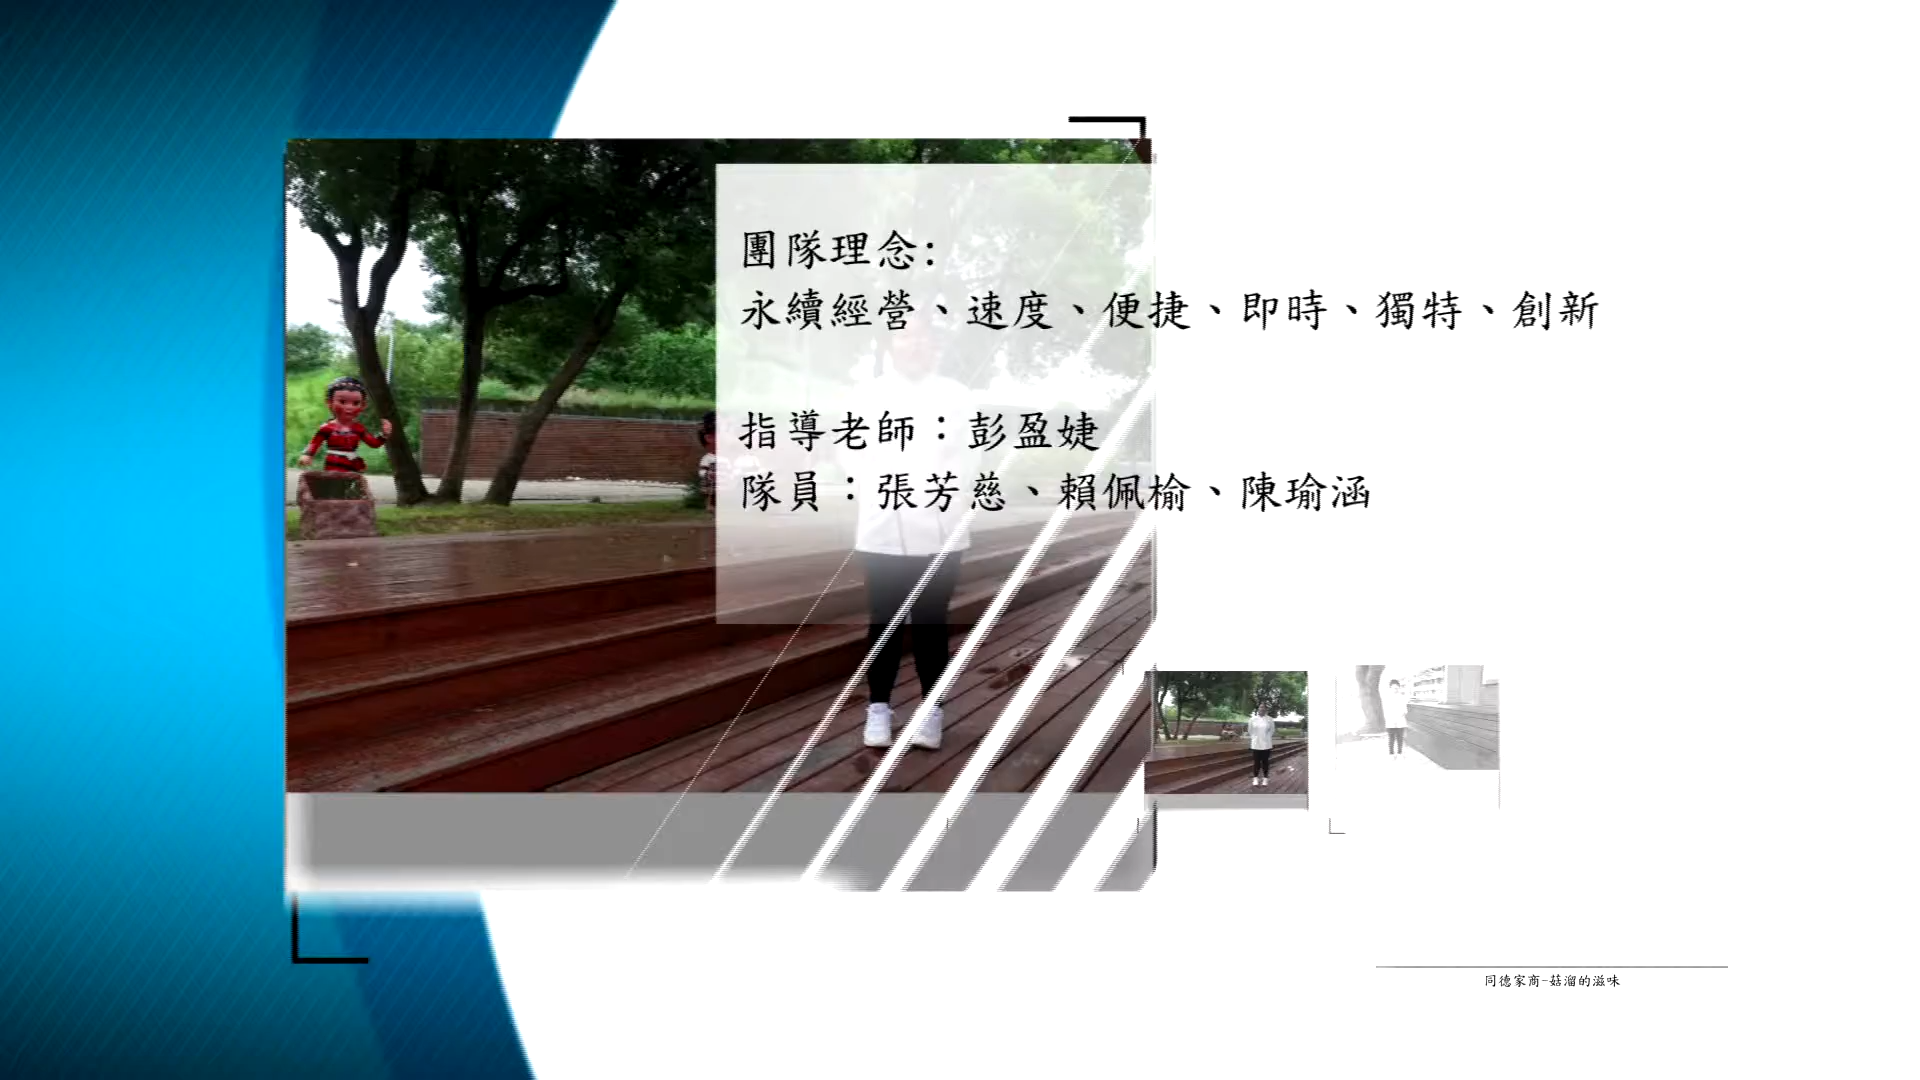 團隊理念:
永續經營、速度、便捷、即時、獨特、創新
指導老師：彭盈婕
隊員：張芳慈、賴佩榆、陳瑜涵
同德家商-菇溜的滋味